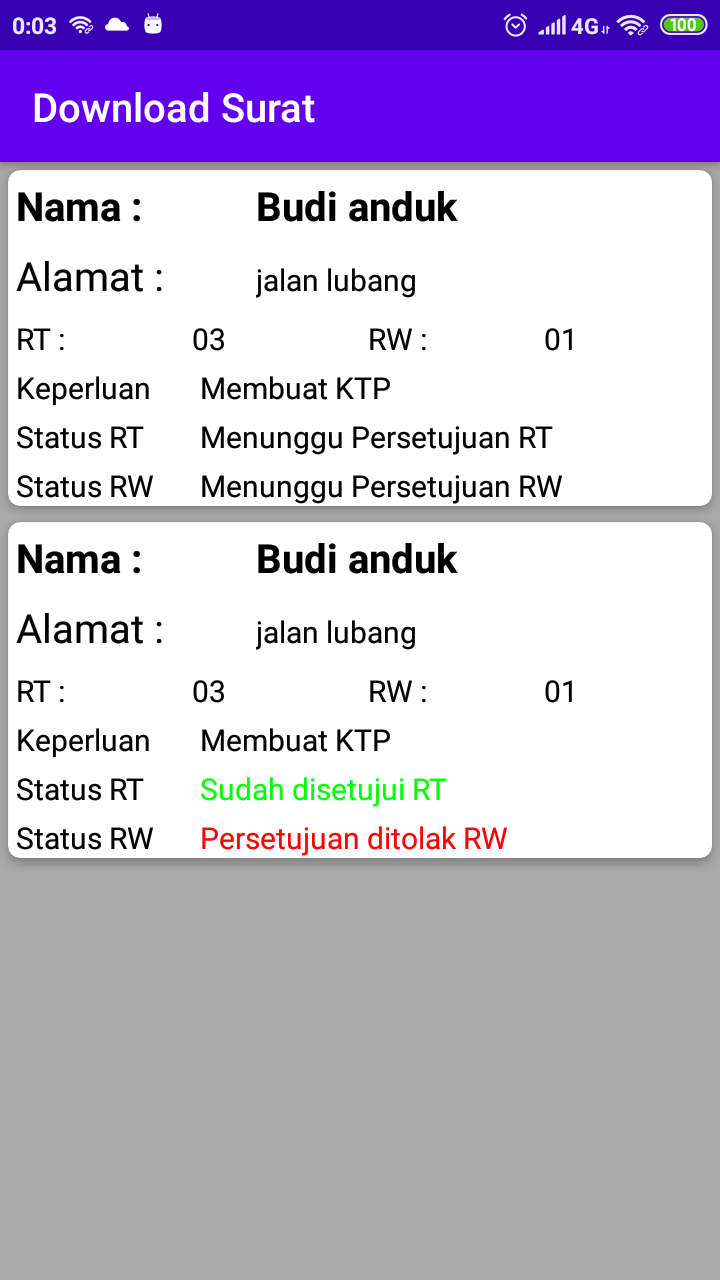 0:03 4G 100
Download Surat
Nama : Budi anduk
Alamat : jalan lubang
RT : 03 RW : 01
Keperluan Membuat KTP
Status RT Menunggu Persetujuan RT
Status RW Menunggu Persetujuan RW
Nama : Budi anduk
Alamat : jalan lubang
RT : 03 RW : 01
Keperluan Membuat KTP
Status RT Sudah disetujui RT
Status RW Persetujuan ditolak RW